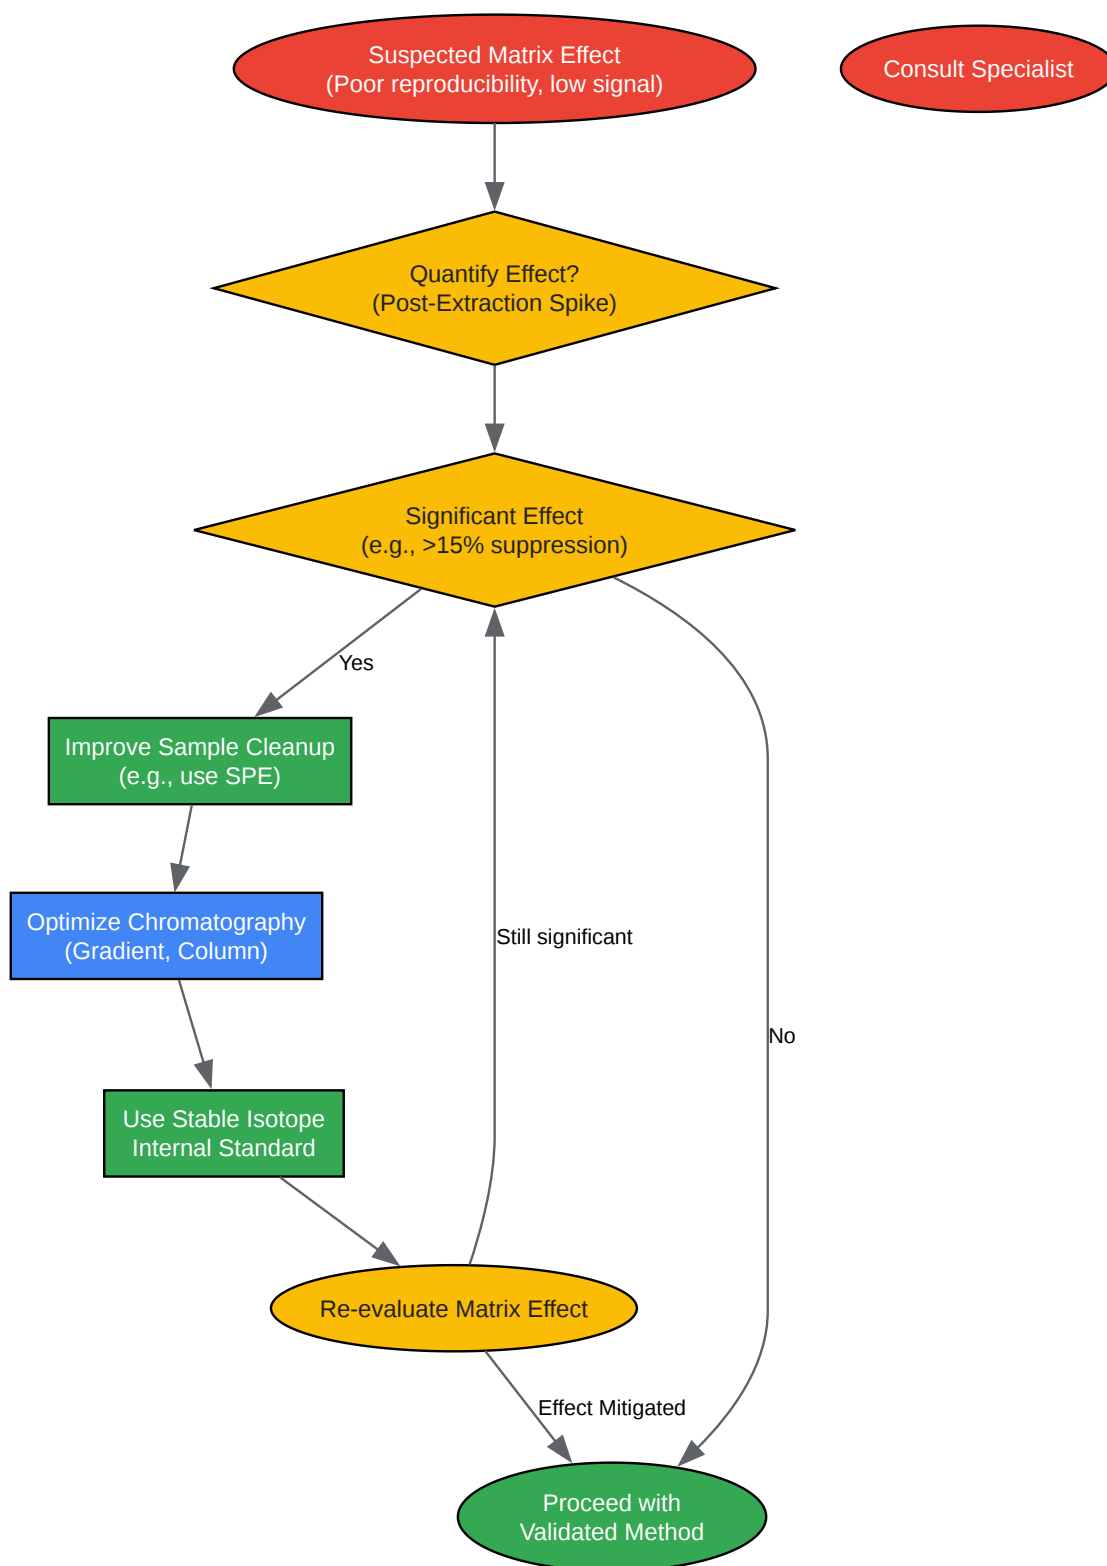 Suspected Matrix Effect
(Poor reproducibility, low signal)
Consult Specialist
Quantify Effect?
(Post-Extraction Spike)
Significant Effect
(e.g., >15% suppression)
Yes
Improve Sample Cleanup
(e.g., use SPE)
Optimize Chromatography
(Gradient, Column)
Still significant
No
Use Stable Isotope
Internal Standard
Re-evaluate Matrix Effect
Effect Mitigated
Proceed with
Validated Method